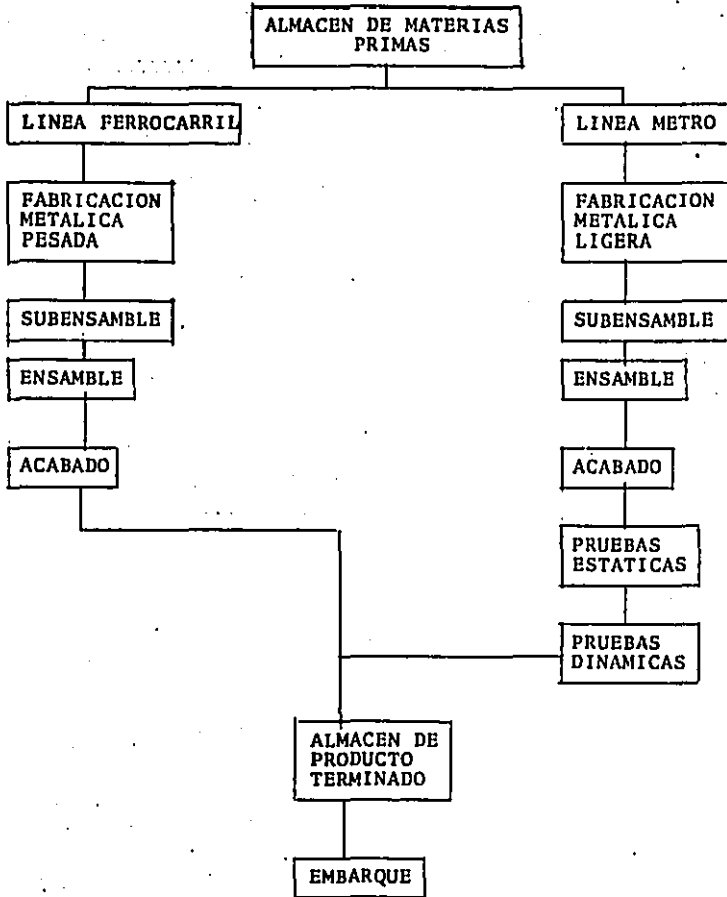 ALMACEN DE MATERIAS
PRIMAS
LINEA FERROCARRIL
LINEA METRO
FABRICACION
METALICA
PESADA
FABRICACION
METALICA
LIGERA
SUBENSAMBLE
SUBENSAMBLE
ENSAMBLE
ENSAMBLE
ACABADO
ACABADO
PRUEBAS
ESTATICAS
PRUEBAS
DINAMICAS
ALMACEN DE
PRODUCTO
TERMINADO
EMBARQUE